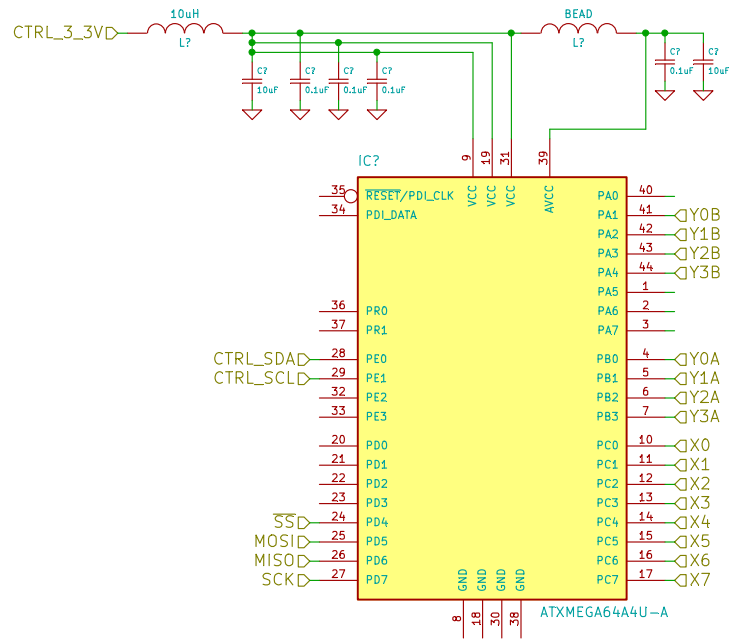 10uH
BEAD
CTRL_3_3V
L?
L?
C?
C?
C?
C?
C?
C?
10uF
0.1uF
0.1uF
0.1uF
0.1uF
10uF
IC?
9
19
31
39
VCC
VCC
VCC
AVCC
35 RESET/PDI_CLK
PA0 40
34 PDI_DATA
PA1 41 Y0B
PA2 42 Y1B
PA3 43 Y2B
PA4 44 Y3B
PA5 1
36 PR0
PA6 2
37 PR1
PA7 3
CTRL_SDA 28 PE0
PB0 4 Y0A
CTRL_SCL 29 PE1
PB1 5 Y1A
32 PE2
PB2 6 Y2A
33 PE3
PB3 7 Y3A
20 PD0
PC0 10 X0
21 PD1
PC1 11 X1
22 PD2
PC2 12 X2
23 PD3
PC3 13 X3
SS 24 PD4
PC4 14 X4
MOSI 25 PD5
PC5 15 X5
MISO 26 PD6
PC6 16 X6
SCK 27 PD7
PC7 17 X7
GND
GND
GND
GND
8
18
30
38
ATXMEGA64A4U-A